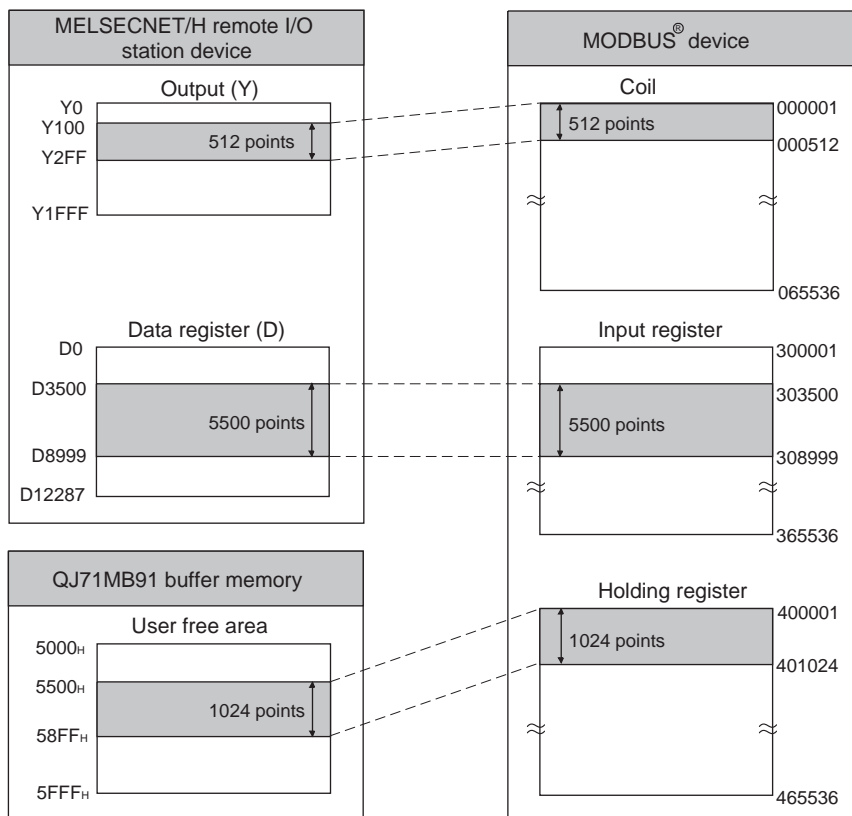 MELSECNET/H remote I/O
station device
Output (Y)
Y0
Y100
512 points
Y2FF
Y1FFF
Data register (D)
D0
D3500
5500 points
D8999
D12287
QJ71MB91 buffer memory
User free area
5000H
5500H
1024 points
58FFH
5FFFH
MODBUS® device
Coil
000001
512 points
000512
065536
Input register
300001
303500
5500 points
308999
365536
Holding register
400001
1024 points
401024
465536